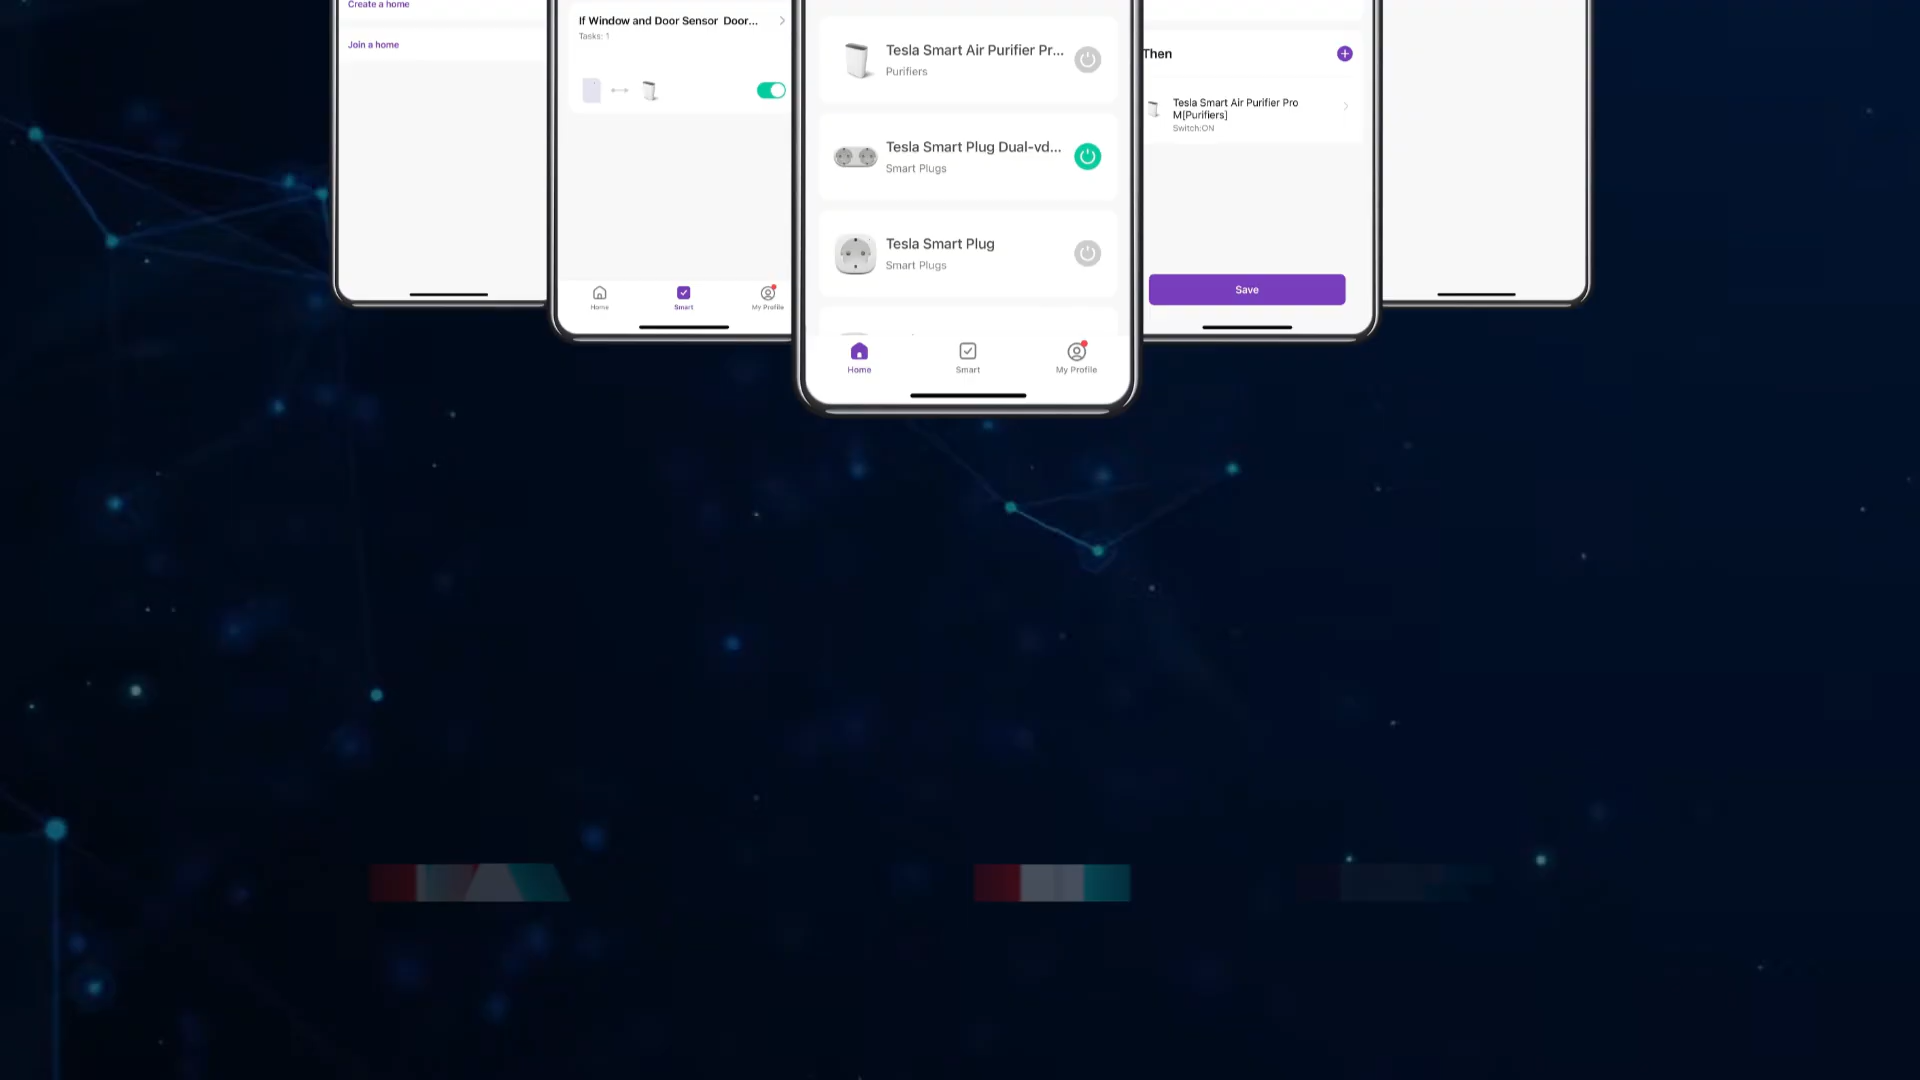 Create a home
Join a home
If Window and Door Sensor Door...
Tasks: 1
Home
Smart
My Profile
Tesla Smart Air Purifier Pr...
Purifiers
Tesla Smart Plug Dual-vd...
Smart Plugs
Tesla Smart Plug
Smart Plugs
Home
Smart
My Profile
Then
Tesla Smart Air Purifier Pro
M[Purifiers]
Switch:ON
Save